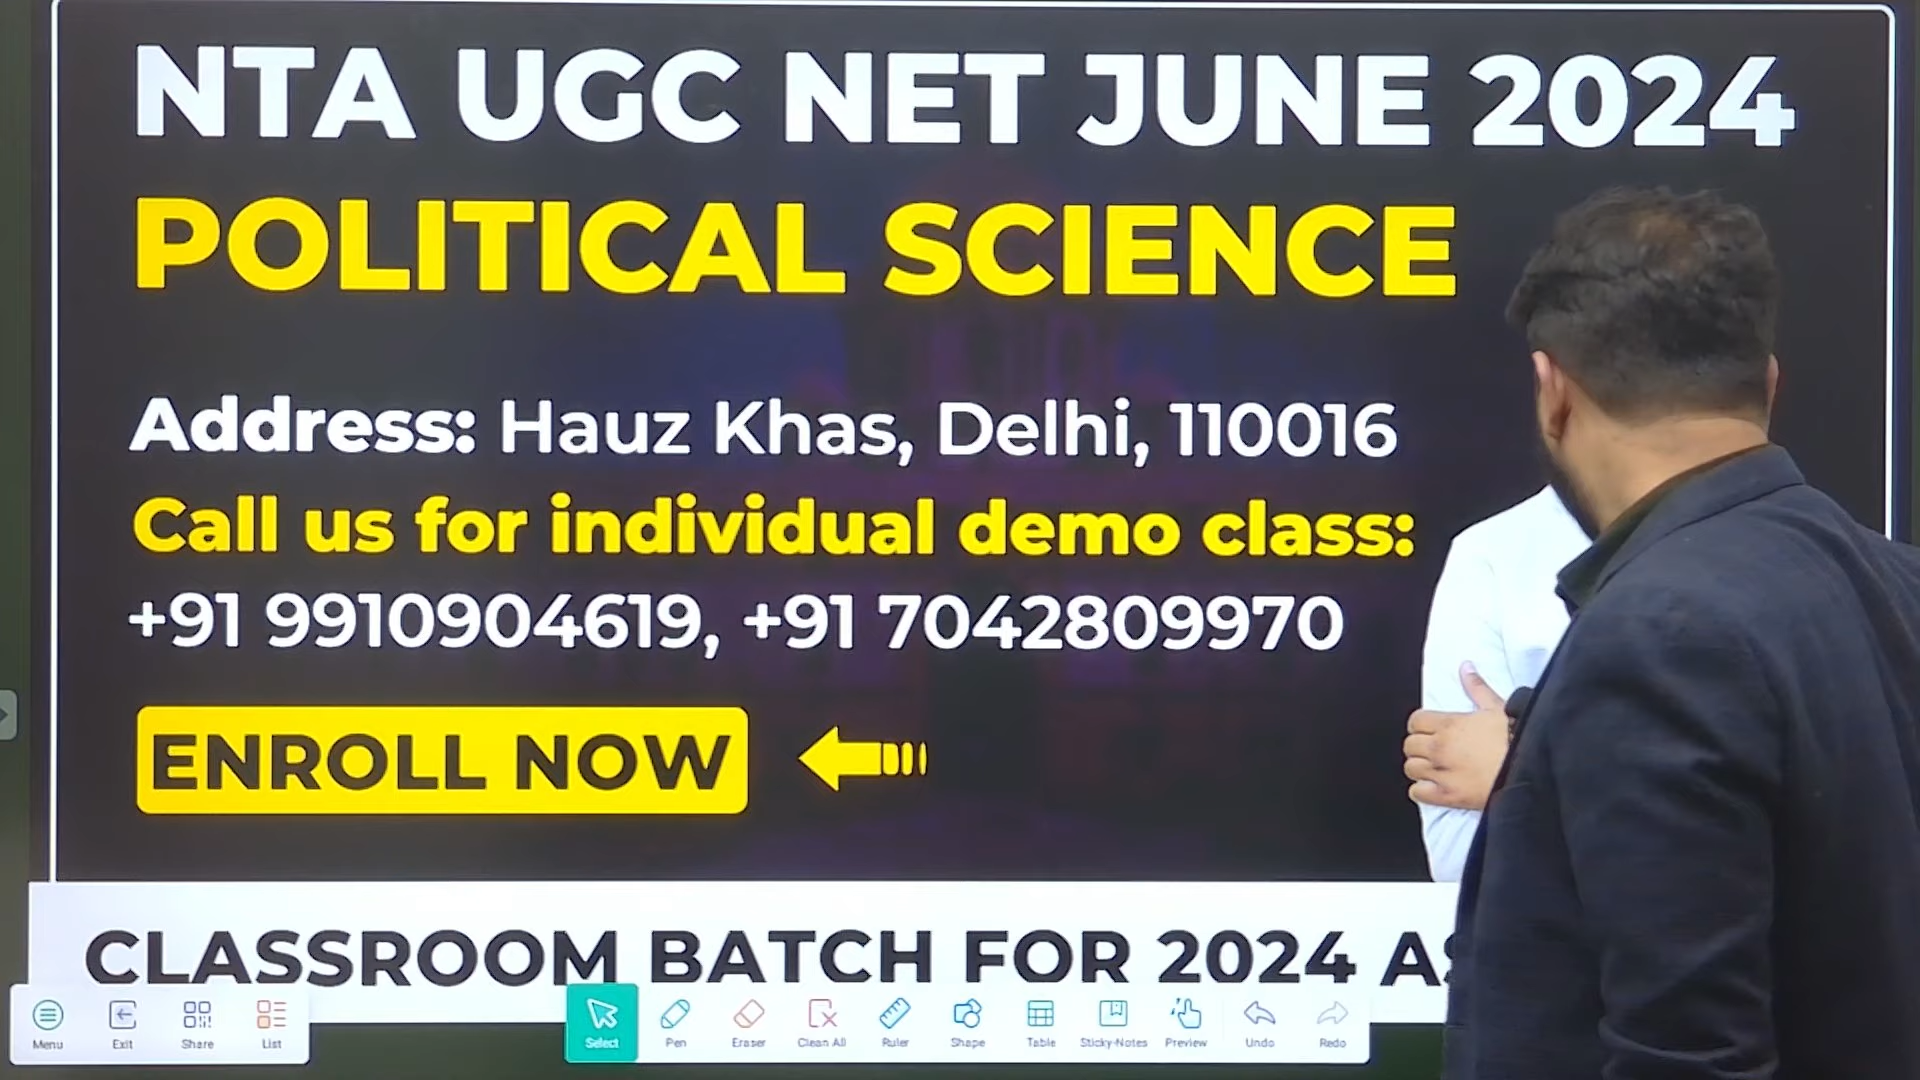 NTA UGC NET JUNE 2024
POLITICAL SCIENCE
Address: Hauz Khas, Delhi, 110016
Call us for individual demo class:
+91 9910904619, +91 7042809970
ENROLL NOW
CLASSROOM BATCH FOR 2024
Menu Exit Share List Select Pen Eraser Clean All Ruler Shape Table Sticky-Notes Preview Undo Redo